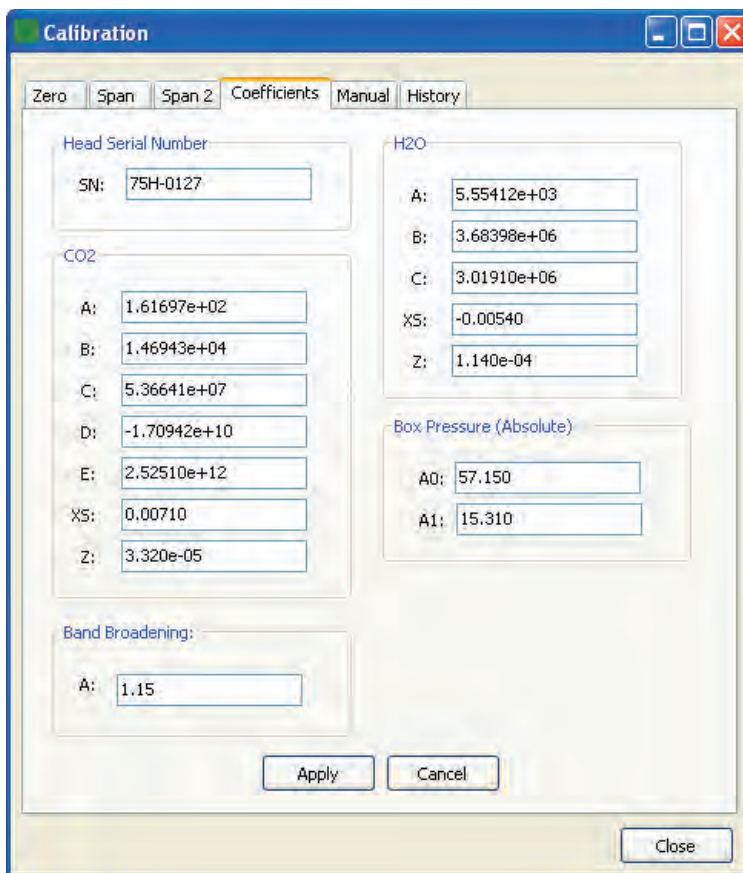 Calibration
Zero Span Span 2 Coefficients Manual History
Head Serial Number
SN: 75H-0127
CO2
A: 1.61697e+02
B: 1.46943e+04
C: 5.36641e+07
D: -1.70942e+10
E: 2.52510e+12
XS: 0.00710
Z: 3.320e-05
Band Broadening:
A: 1.15
H2O
A: 5.55412e+03
B: 3.68398e+06
C: 3.01910e+06
XS: -0.00540
Z: 1.140e-04
Box Pressure (Absolute)
A0: 57.150
A1: 15.310
Apply Cancel
Close